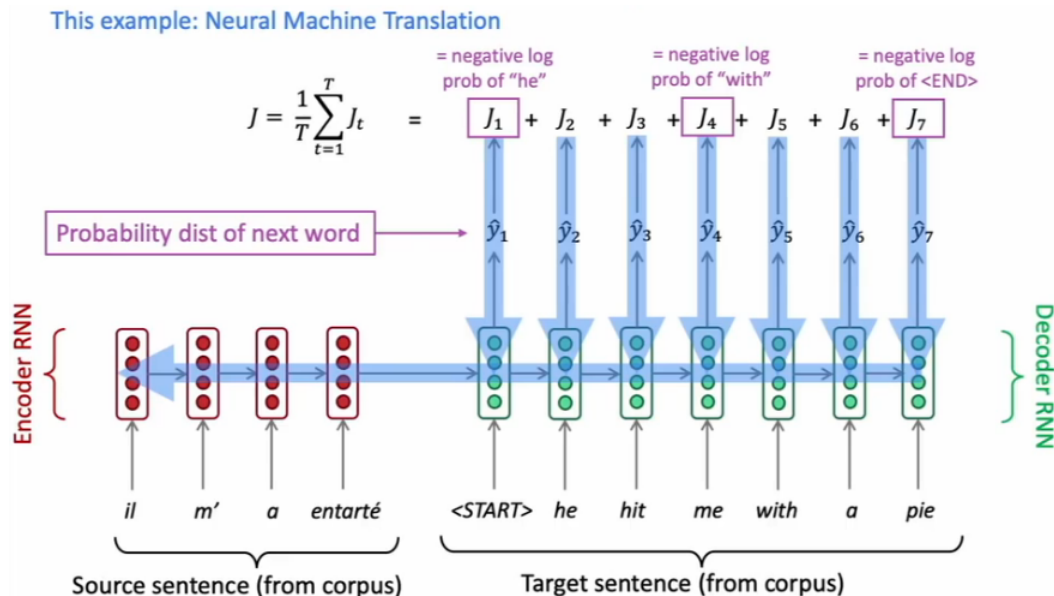 This example: Neural Machine Translation
= negative log prob of "he"
= negative log prob of "with"
= negative log prob of <END>
J = 1/T ∑ t=1 T J_t = J₁ + J₂ + J₃ + J₄ + J₅ + J₆ + J₇
Probability dist of next word
ŷ₁ ŷ₂ ŷ₃ ŷ₄ ŷ₅ ŷ₆ ŷ₇
Encoder RNN
Decoder RNN
il m' a entarté <START> he hit me with a pie
Source sentence (from corpus)
Target sentence (from corpus)